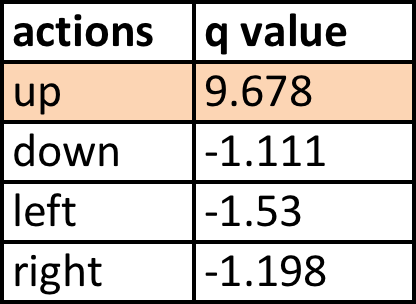 actions q value
up 9.678
down -1.111
left -1.53
right -1.198